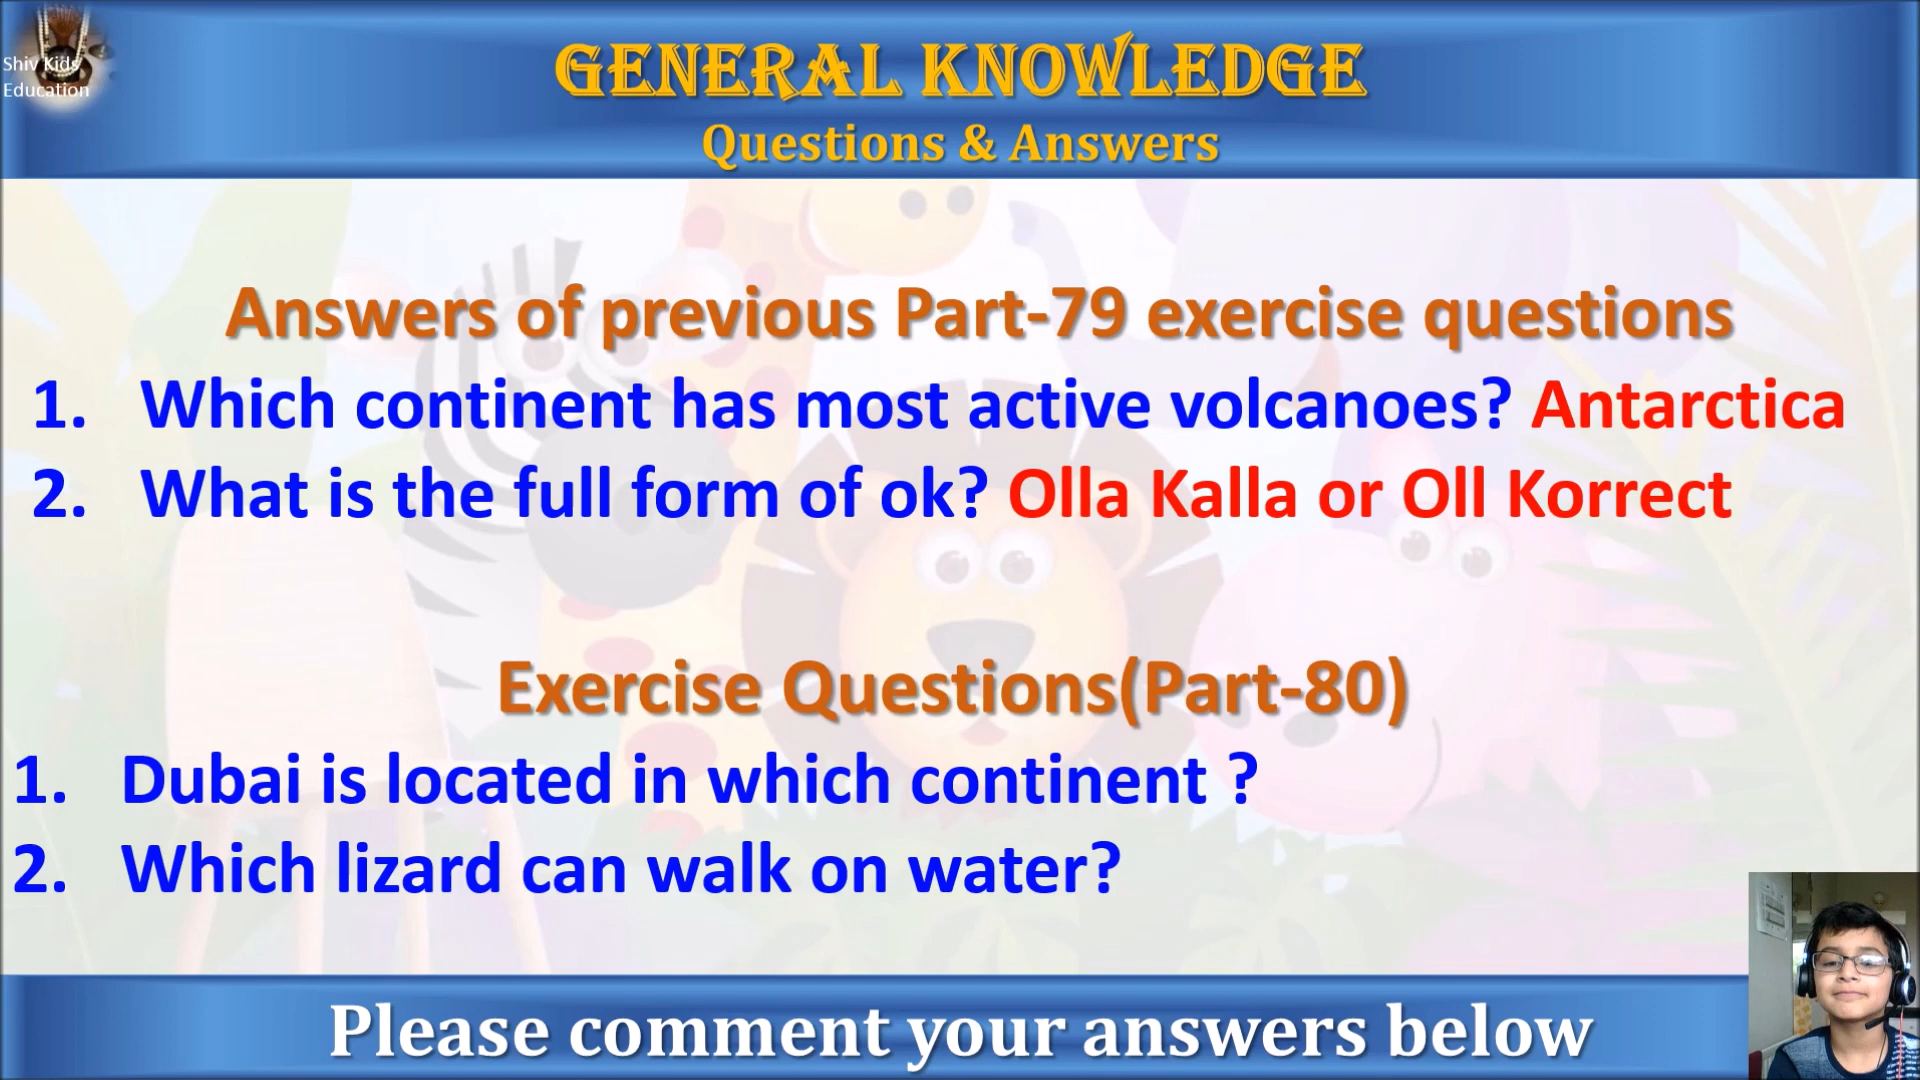 Shiv Kids
Education
GENERAL KNOWLEDGE
Questions & Answers
Answers of previous Part-79 exercise questions
1. Which continent has most active volcanoes? Antarctica
2. What is the full form of ok? Olla Kalla or Oll Korrect
Exercise Questions(Part-80)
1. Dubai is located in which continent ?
2. Which lizard can walk on water?
Please comment your answers below